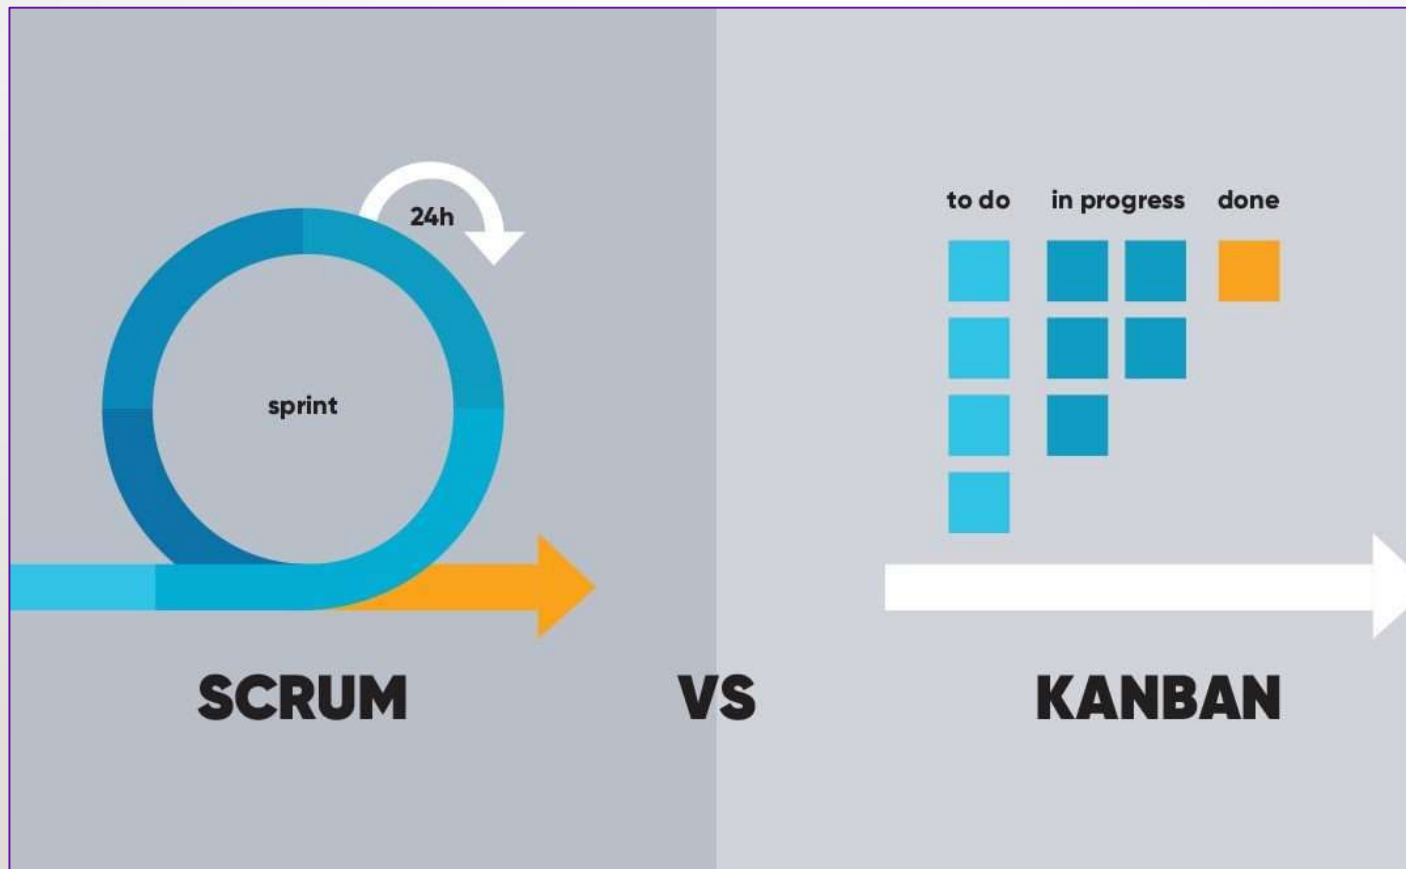 24h
sprint
SCRUM
VS
to do in progress done
KANBAN